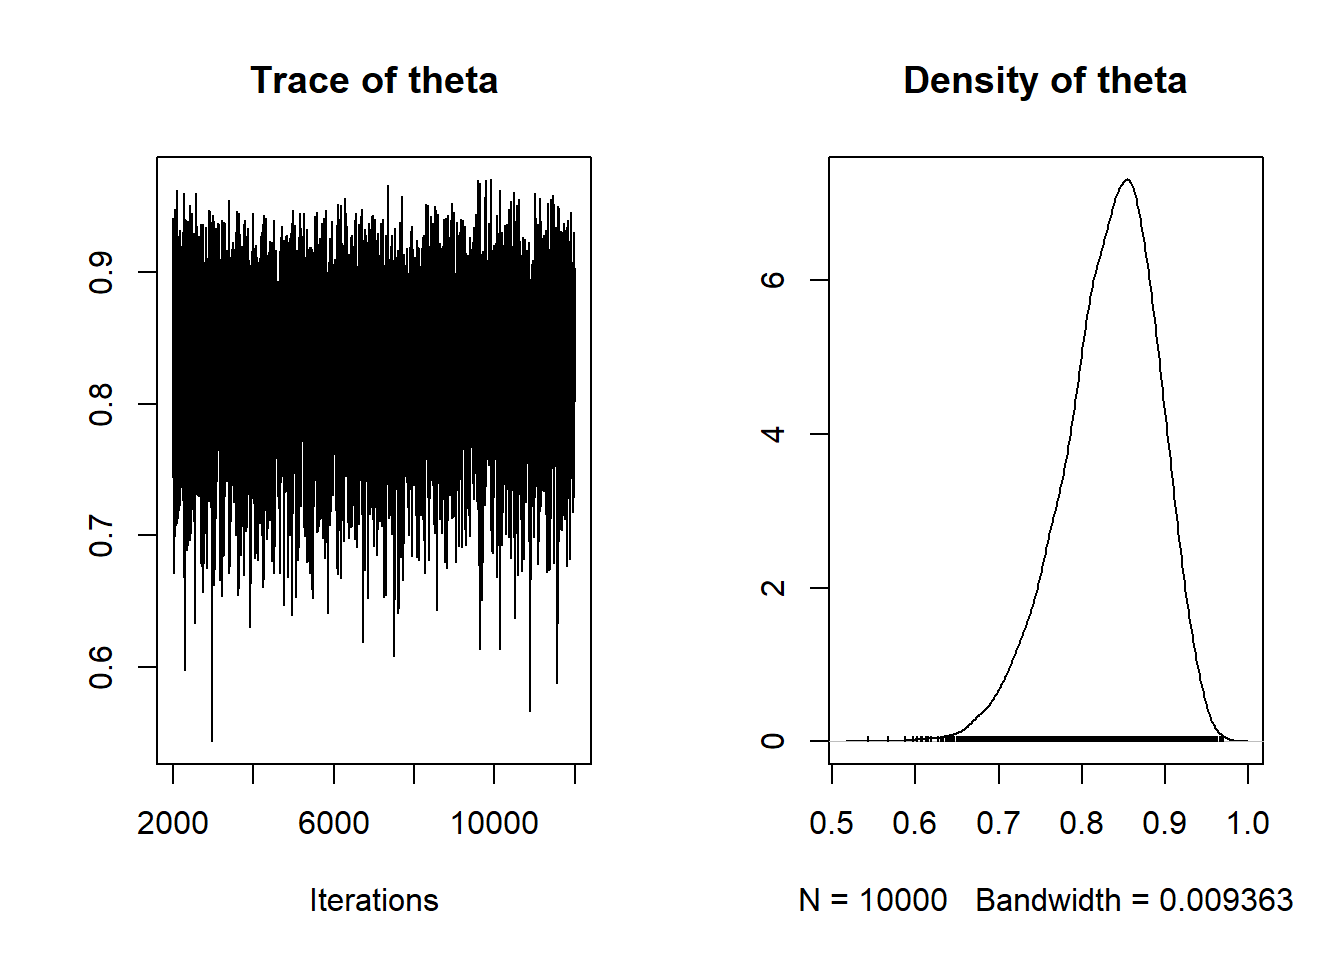 Trace of theta
0.9
0.8
0.7
0.6
2000 6000 10000
Iterations
Density of theta
6
4
2
0
0.5 0.6 0.7 0.8 0.9 1.0
N = 10000 Bandwidth = 0.009363